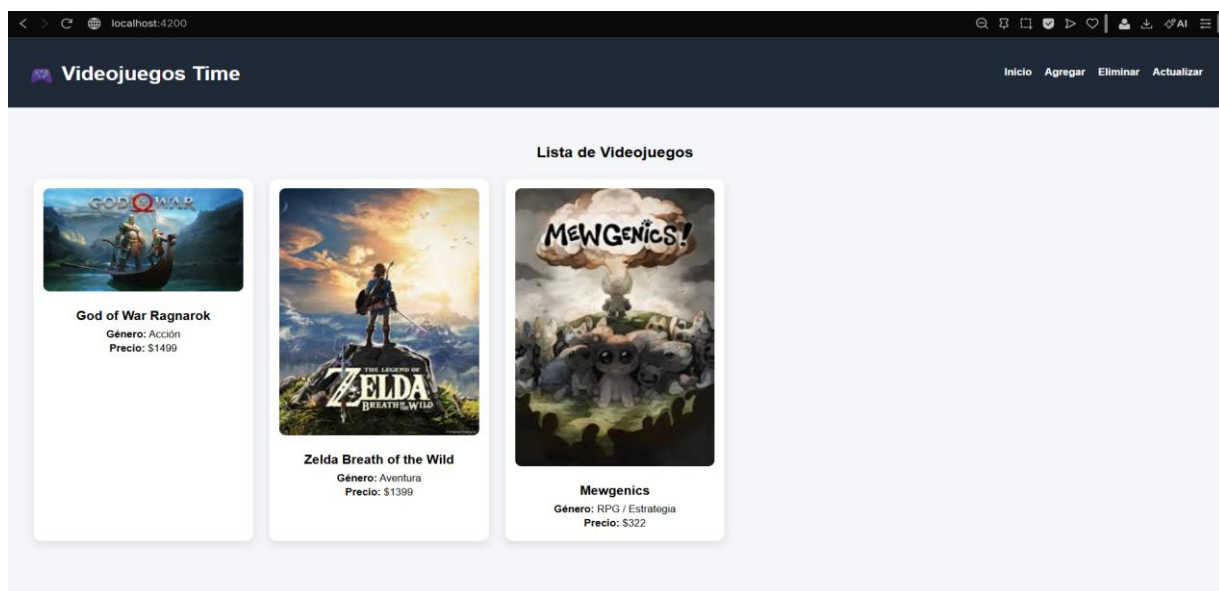 localhost:4200
AI
🎮 Videojuegos Time
Inicio Agregar Eliminar Actualizar
Lista de Videojuegos
GOD OF WAR
God of War Ragnarok
Género: Acción
Precio: $1499
THE LEGEND OF
ZELDA
BREATH OF THE WILD
Zelda Breath of the Wild
Género: Aventura
Precio: $1399
MEWGENICS!
Mewgenics
Género: RPG / Estrategia
Precio: $322